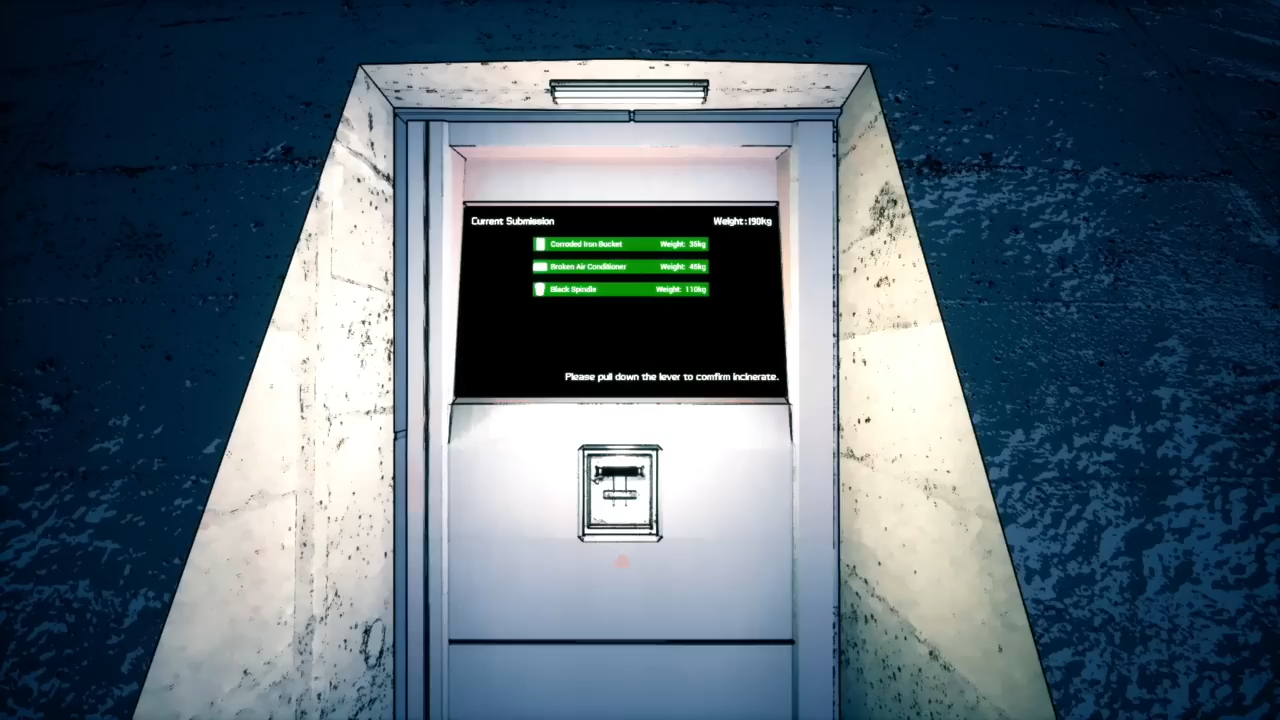 Current Submission Weight:190kg
Corroded Iron Bucket Weight: 35kg
Broken Air Conditioner Weight: 45kg
Black Spindle Weight: 110kg
Please pull down the lever to comfirm incinerate.